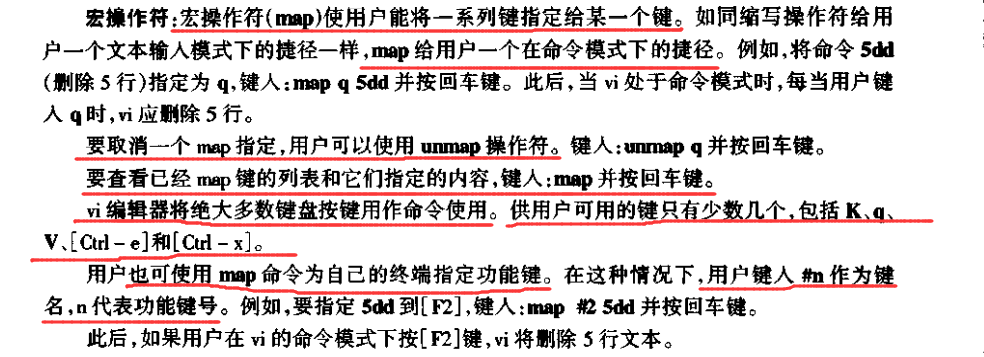 宏操作符:宏操作符(map)使用户能将一系列键指定给某一个键。如同缩写操作符给用
户一个文本输入模式下的捷径一样,map 给用户一个在命令模式下的捷径。例如,将命令 5dd
(删除 5 行)指定为 q,键人:map q 5dd 并按回车键。此后,当 vi 处于命令模式时,每当用户键
入 q 时,vi 应删除 5 行。
要取消一个 map 指定,用户可以使用 unmap 操作符。键人:unmap q 并按回车键。
要查看已经 map 键的列表和它们指定的内容,键人:map 并按回车键。
vi 编辑器将绝大多数键盘按键用作命令使用。供用户可用的键只有少数几个,包括 K、q、
V、[Ctrl-e]和[Ctrl-x]。
用户也可使用 map 命令为自己的终端指定功能键。在这种情况下,用户键人 #n 作为键
名,n 代表功能键号。例如,要指定 5dd 到[F2],键人:map #2 5dd 并按回车键。
此后,如果用户在 vi 的命令模式下按[F2]键,vi 将删除 5 行文本。